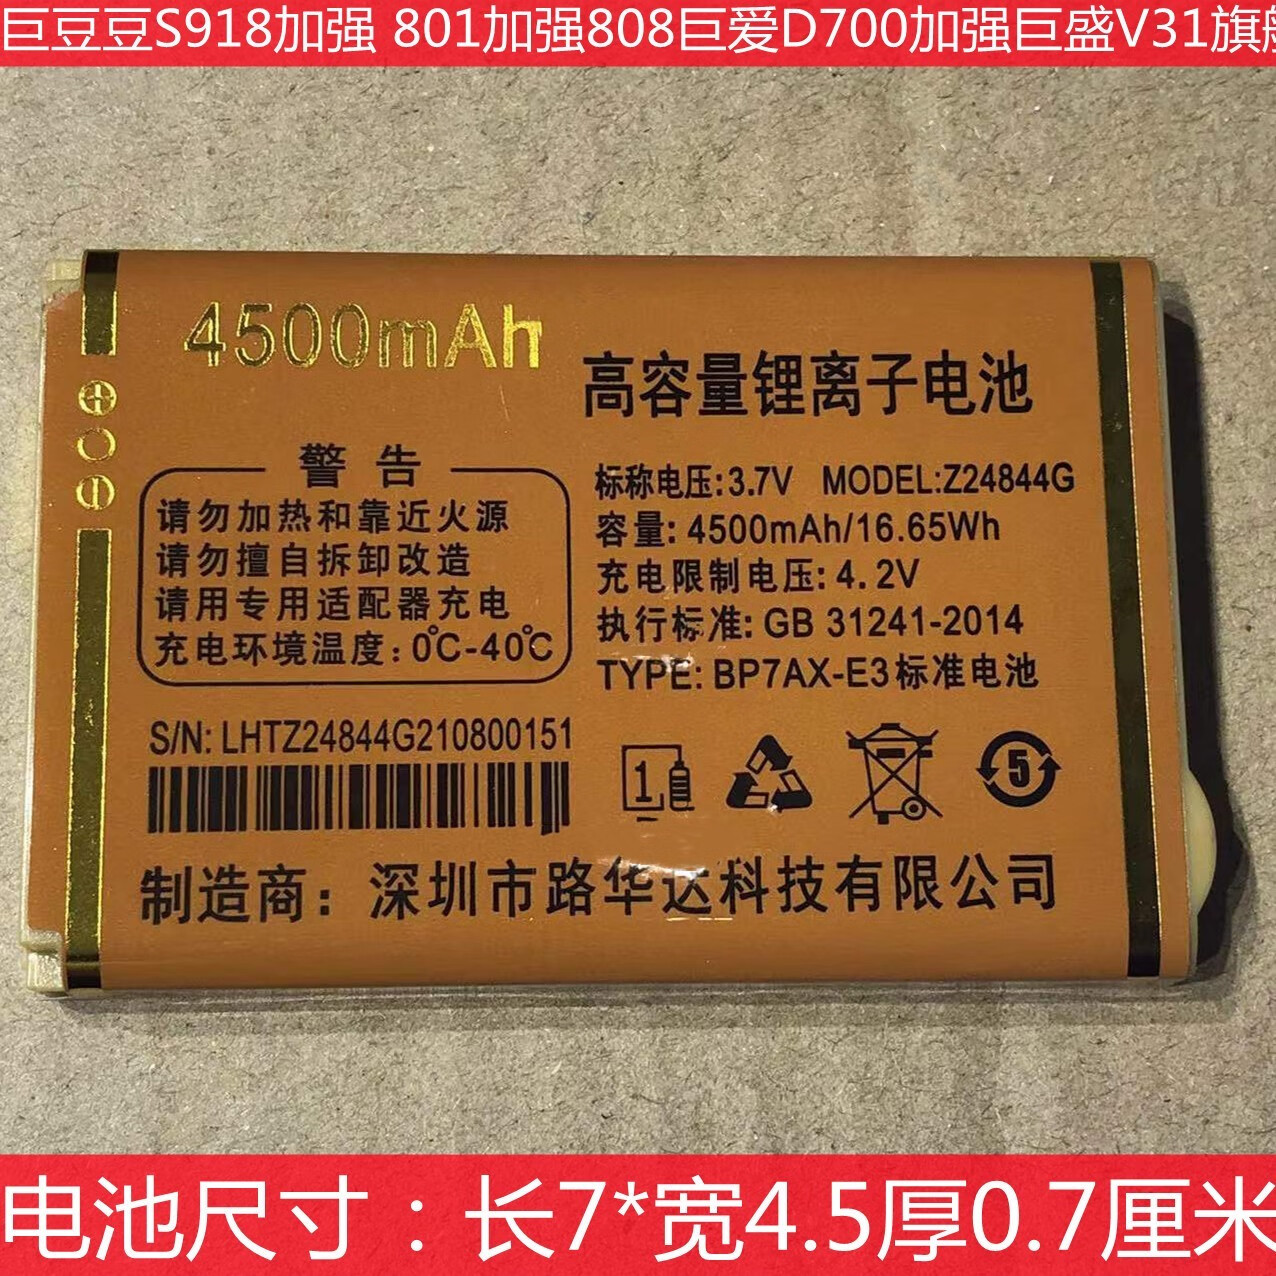 巨豆豆S918加强 801加强808巨爱D700加强巨盛V31旗舰
4500mAh
高容量锂离子电池
警告
请勿加热和靠近火源
请勿擅自拆卸改造
请用专用适配器充电
充电环境温度:0℃-40℃
标称电压:3.7V MODEL:Z24844G
容量:4500mAh/16.65Wh
充电限制电压:4.2V
执行标准:GB 31241-2014
TYPE: BP7AX-E3标准电池
S/N: LHTZ24844G210800151
1
5
制造商:深圳市路华达科技有限公司
电池尺寸:长7*宽4.5厚0.7厘米